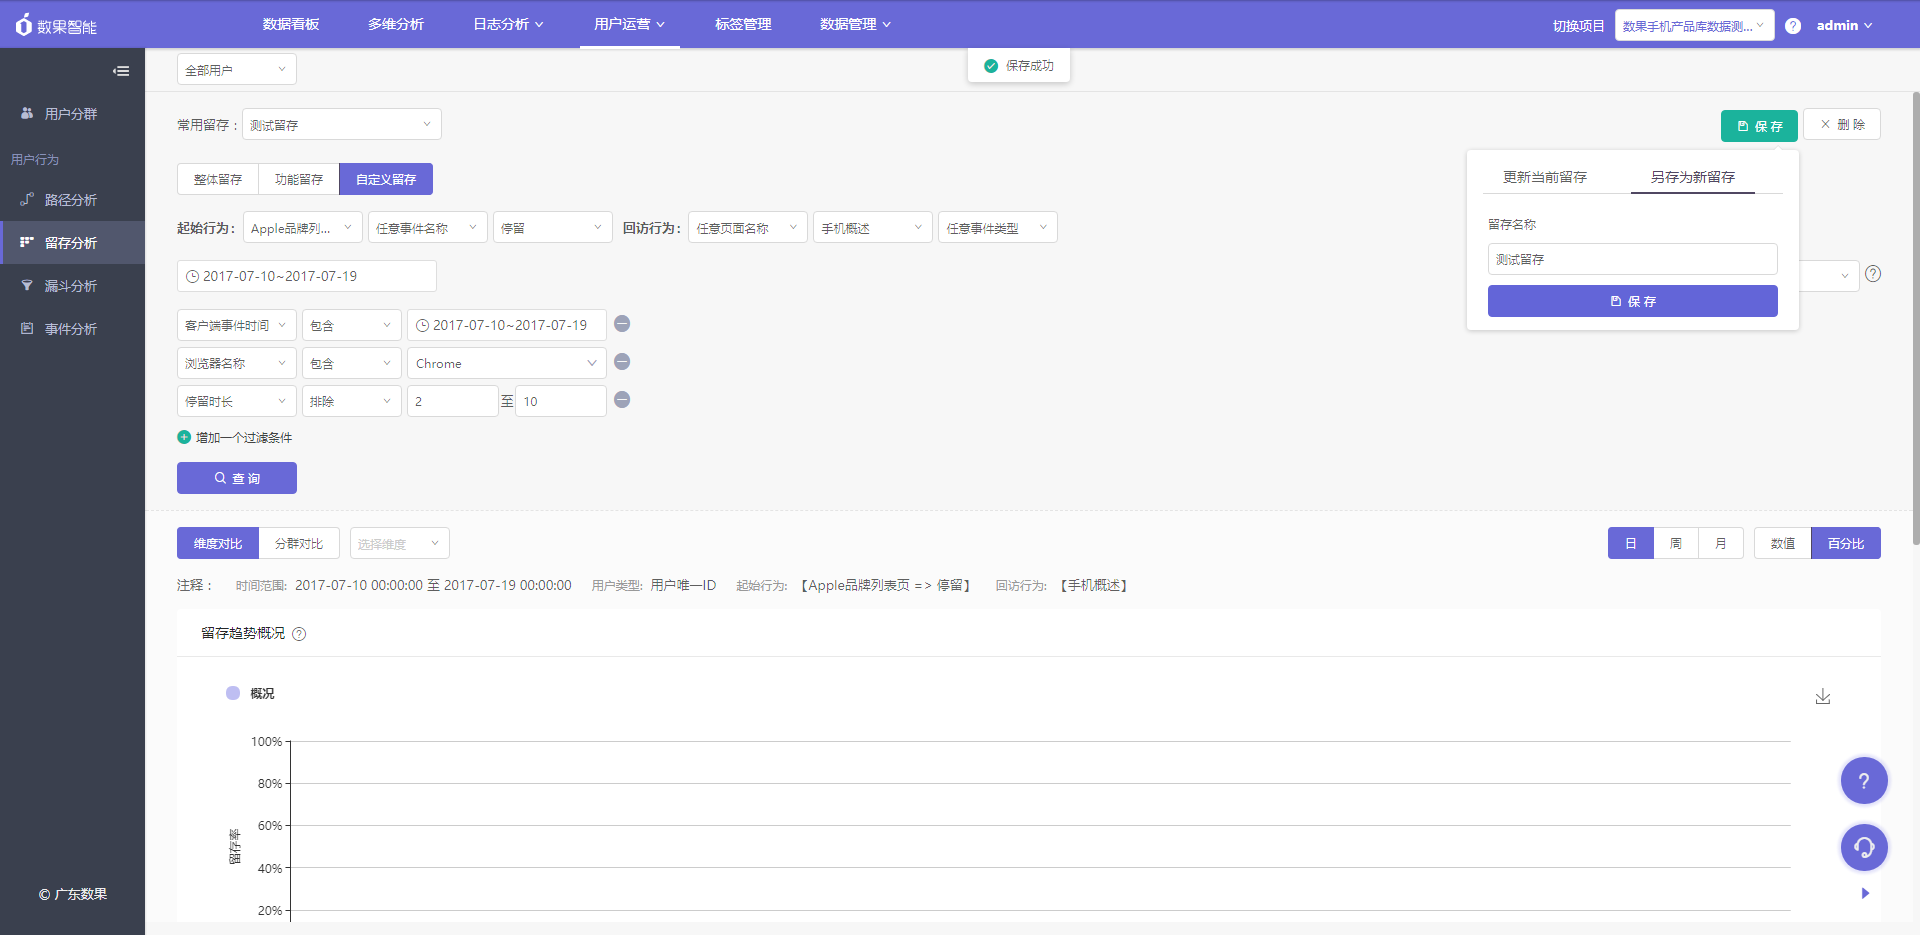 数果智能
数据看板 多维分析 日志分析 用户运营 标签管理 数据管理
切换项目 数果手机产品库数据测... ? admin
全部用户
保存成功
用户分群
用户行为
路径分析
留存分析
漏斗分析
事件分析
© 广东数果
常用留存 : 测试留存
保 存 删 除
整体留存 功能留存 自定义留存
更新当前留存 另存为新留存
留存名称
测试留存
保 存
起始行为: Apple品牌列... 任意事件名称 停留 回访行为: 任意页面名称 手机概述 任意事件类型
2017-07-10~2017-07-19
?
客户端事件时间 包含 2017-07-10~2017-07-19
浏览器名称 包含 Chrome
停留时长 排除 2 至 10
增加一个过滤条件
查 询
维度对比 分群对比 选择维度
日 周 月 数值 百分比
注释： 时间范围: 2017-07-10 00:00:00 至 2017-07-19 00:00:00 用户类型: 用户唯一ID 起始行为: 【Apple品牌列表页 => 停留】 回访行为: 【手机概述】
留存趋势概况 ?
概况
100%
80%
60%
40%
20%
留存率
?